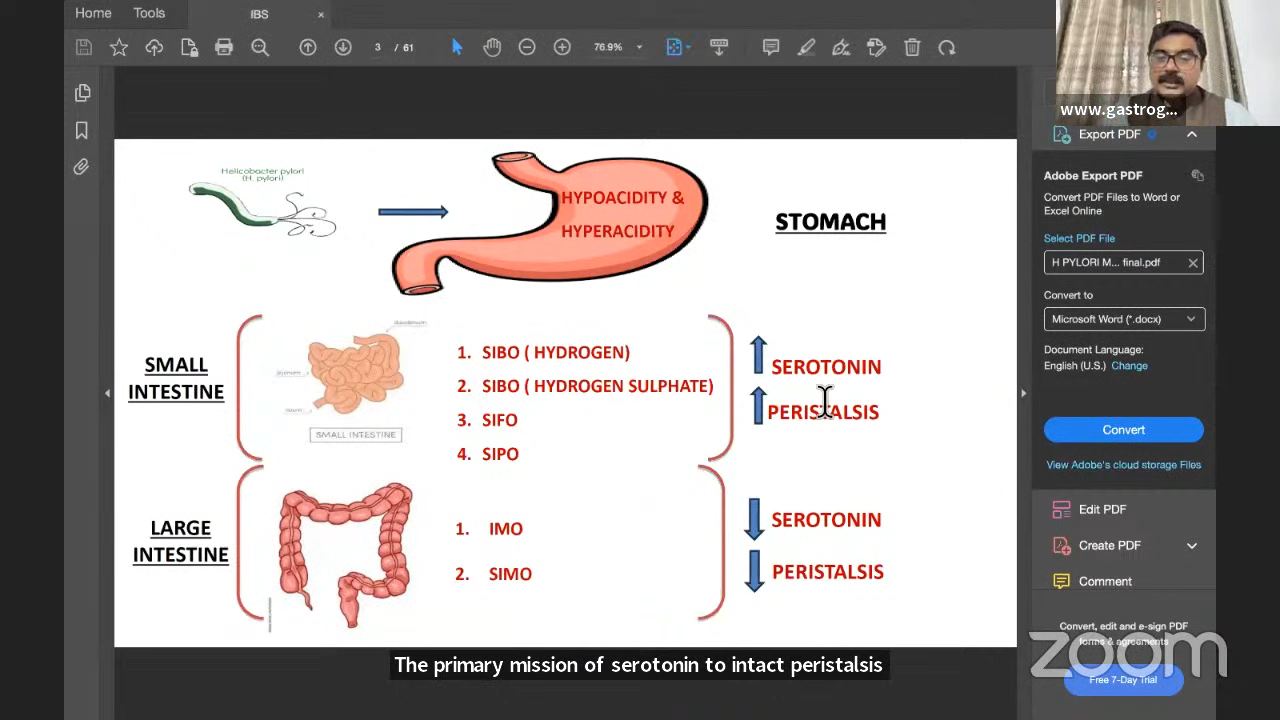 Home Tools IBS ×
3 / 61 76.9%
www.gastrog...
Export PDF
Adobe Export PDF
Convert PDF Files to Word or
Excel Online
Select PDF File
H PYLORI M... final.pdf
Convert to
Microsoft Word (*.docx)
Document Language:
English (U.S.) Change
Convert
View Adobe's cloud storage Files
Edit PDF
Create PDF
Comment
Convert, edit and e-sign PDF
forms & agreements
Free 7-Day Trial
Helicobacter pylori
(H. pylori)
HYPOACIDITY &
HYPERACIDITY
STOMACH
SMALL
INTESTINE
SMALL INTESTINE
1. SIBO ( HYDROGEN)
2. SIBO ( HYDROGEN SULPHATE)
3. SIFO
4. SIPO
SEROTONIN
PERISTALSIS
LARGE
INTESTINE
1. IMO
2. SIMO
SEROTONIN
PERISTALSIS
The primary mission of serotonin to intact peristalsis
zoom